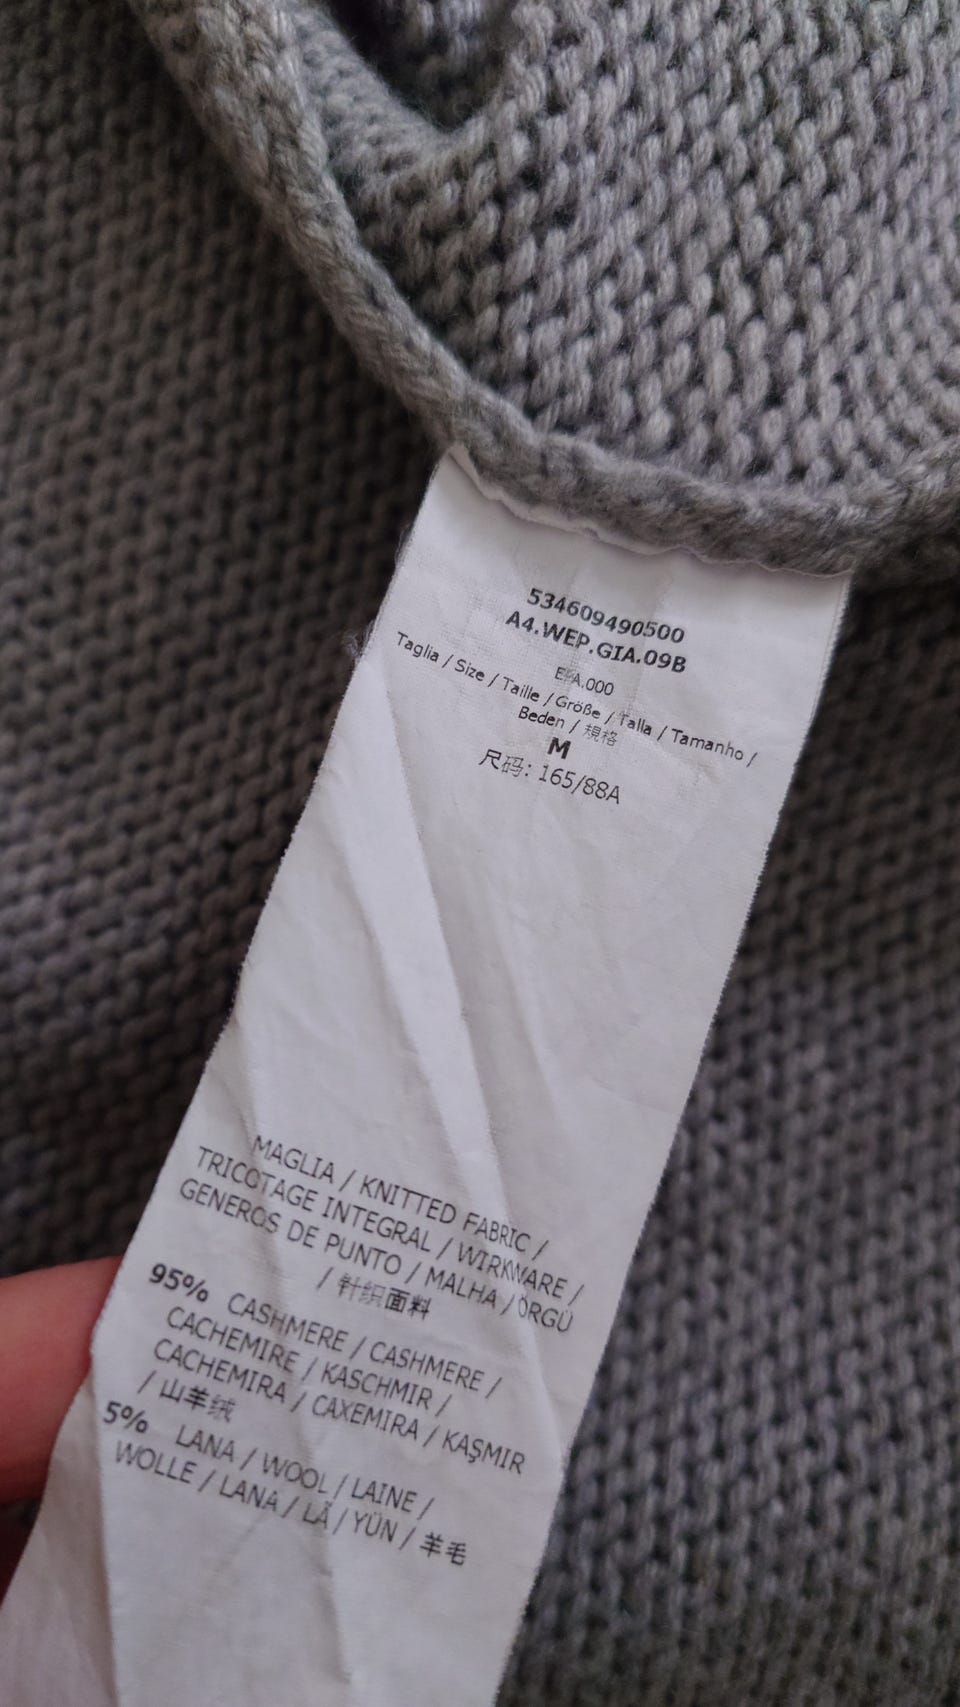 534609490500
A4.WEP.GIA.09B
.000
Taglia / Size / Taille / Größe / Talla / Tamanho /
Beden / 規格
M
尺码: 165/88A
MAGLIA / KNITTED FABRIC /
TRICOTAGE INTEGRAL / WIRKWARE /
GENEROS DE PUNTO / MALHA / ÖRGÜ
/ 针织面料
95% CASHMERE / CASHMERE /
CACHEMIRE / KASCHMIR /
CACHEMIRA / CAXEMIRA / KAŞMIR
/ 山羊绒
5% LANA / WOOL / LAINE /
WOLLE / LANA / LÃ / YÜN / 羊毛